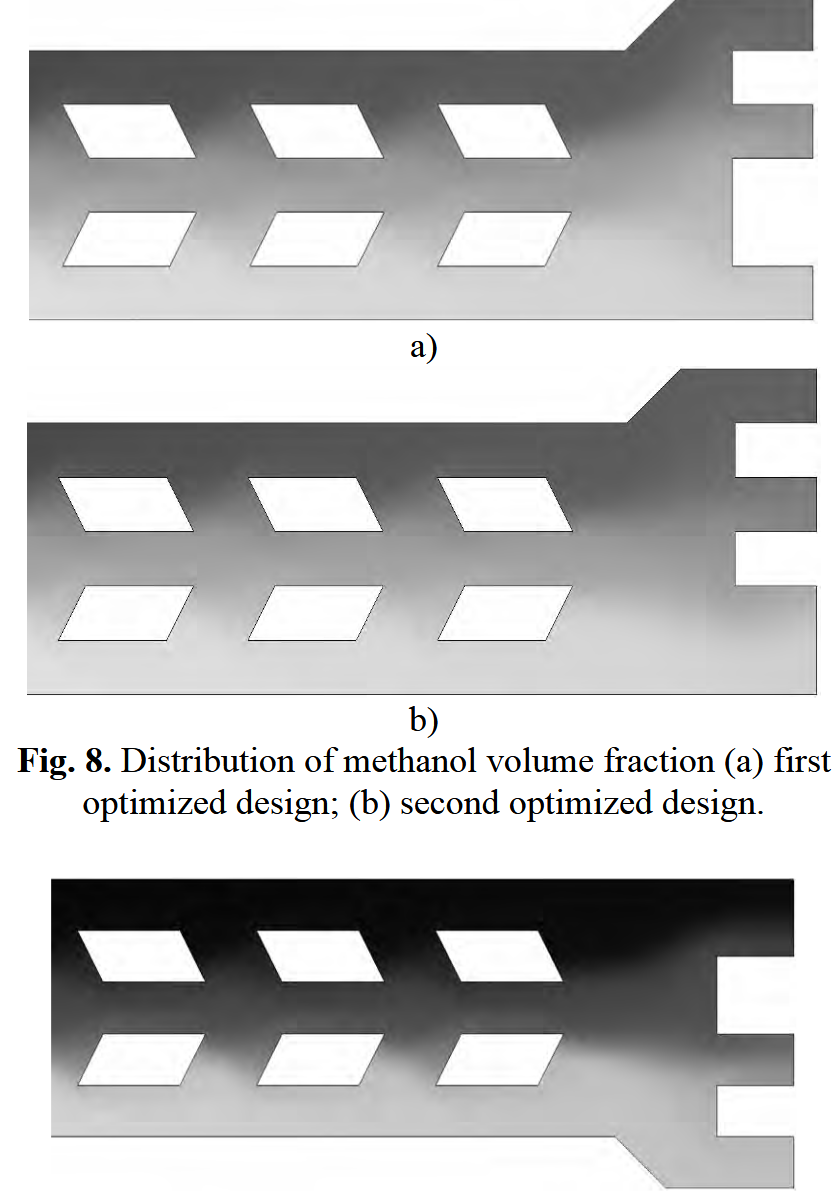 a)
b)
Fig. 8. Distribution of methanol volume fraction (a) first
optimized design; (b) second optimized design.